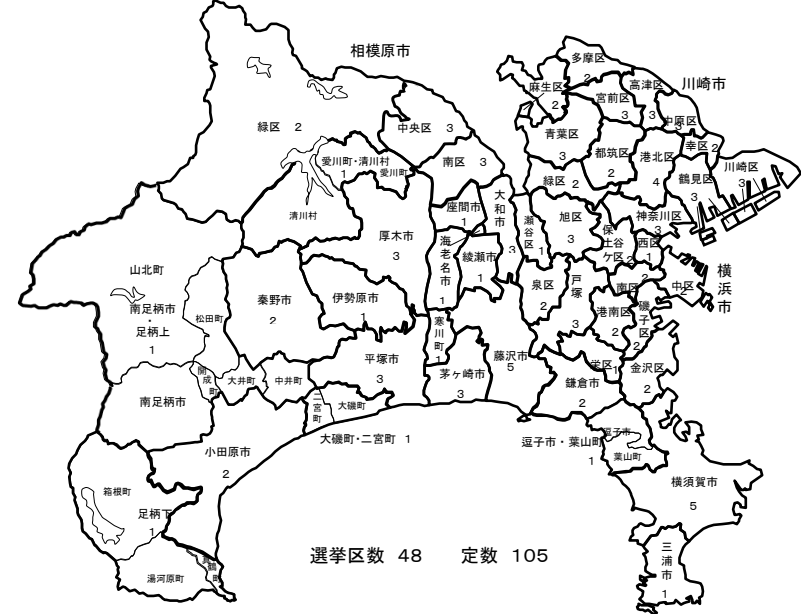 相模原市
川崎市
多摩区
2
麻生区
2
高津区
3
宮前区
3
中原区
3
幸区 2
川崎区
3
緑区 2
中央区 3
南区 3
愛川町・清川村
1
愛川町
清川村
青葉区
3
都筑区
2
港北区
4
鶴見区
3
緑区 2
神奈川区
3
旭区
3
瀬谷区
1
保土ケ谷区
2
西区
1
中区
2
南区
2
横浜市
磯子区
2
港南区
2
戸塚
3
泉区
2
栄区1
金沢区
2
座間市
1
大和市
3
海老名市
1
綾瀬市
1
厚木市
3
山北町
南足柄市
・
足柄上
1
松田町
秦野市
2
伊勢原市
1
寒川町
1
藤沢市
5
平塚市
3
茅ヶ崎市
3
鎌倉市
2
開成町
大井町
中井町
二宮町
大磯町
南足柄市
小田原市
2
大磯町・二宮町 1
逗子市・葉山町
1
逗子市
葉山町
横須賀市
5
三浦市
1
箱根町
足柄下
1
湯河原町
真鶴町
選挙区数 48 定数 105